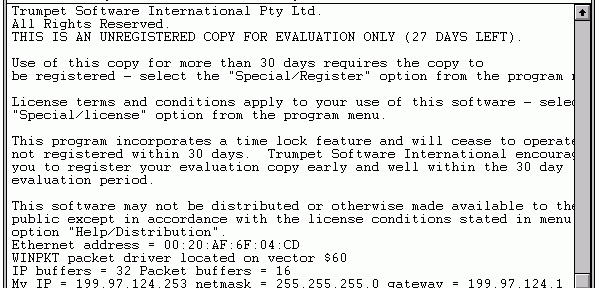 Trumpet Software International Pty Ltd.
All Rights Reserved.
THIS IS AN UNREGISTERED COPY FOR EVALUATION ONLY (27 DAYS LEFT).
Use of this copy for more than 30 days requires the copy to
be registered - select the "Special/Register" option from the program
License terms and conditions apply to your use of this software - selec
"Special/license" option from the program menu.
This program incorporates a time lock feature and will cease to operate
not registered within 30 days.  Trumpet Software International encourag
you to register your evaluation copy early and well within the 30 day
evaluation period.
This software may not be distributed or otherwise made available to the
public except in accordance with the license conditions stated in menu
option "Help/Distribution".
Ethernet address = 00:20:AF:6F:04:CD
WINPKT packet driver located on vector $60
IP buffers = 32 Packet buffers = 16
My IP = 199.97.124.253 netmask = 255.255.255.0 gateway = 199.97.124.1